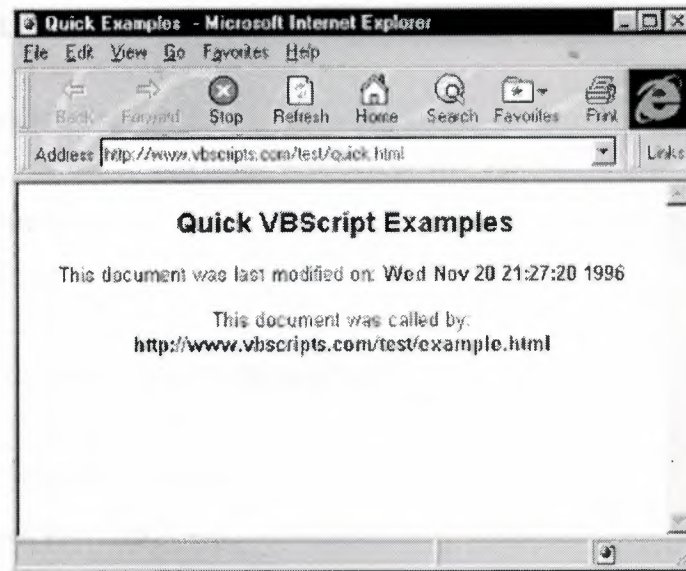 Quick Examples - Microsoft Internet Explorer
File Edit View Go Favorites Help
Back Forward Stop Refresh Home Search Favorites Print
Address http://www.vbscripts.com/test/quick.html Links
Quick VBScript Examples
This document was last modified on: Wed Nov 20 21:27:20 1996
This document was called by:
http://www.vbscripts.com/test/example.html